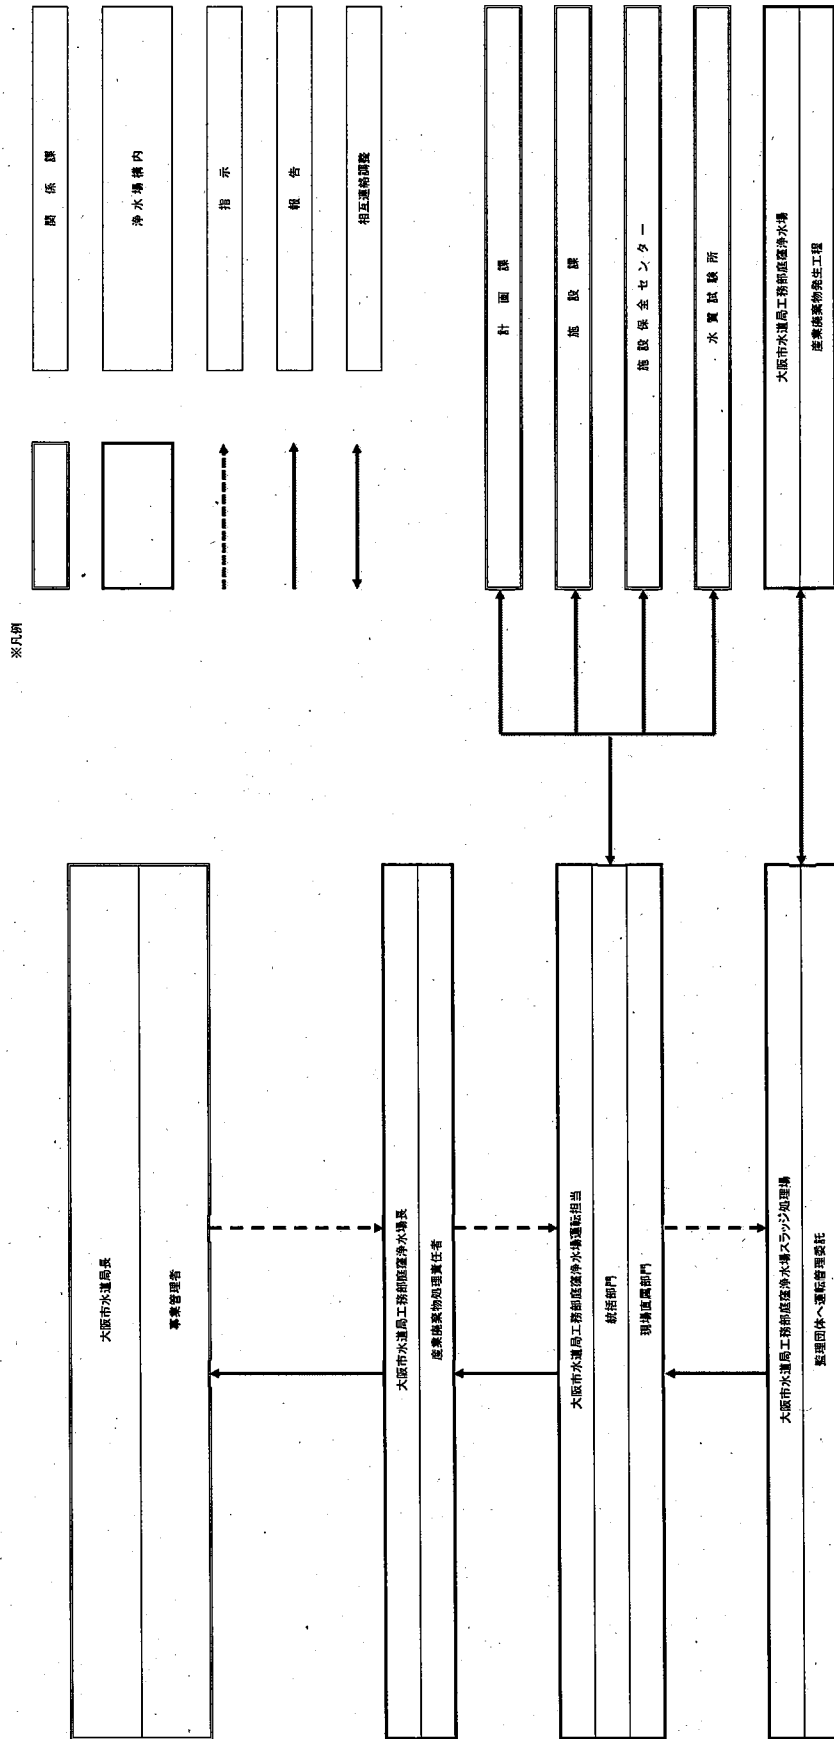 ※凡例
関係課
浄水場構内
指示
報告
相互連絡調整
大阪市水道局長
事業管理者
大阪市水道局工務部庭窪浄水場長
産業廃棄物処理責任者
大阪市水道局工務部庭窪浄水場運転担当
統括部門
現場直属部門
大阪市水道局工務部庭窪浄水場スラッジ処理場
監理団体へ運転管理委託
計画課
施設課
施設保全センター
水質試験所
大阪市水道局工務部庭窪浄水場
産業廃棄物発生工程